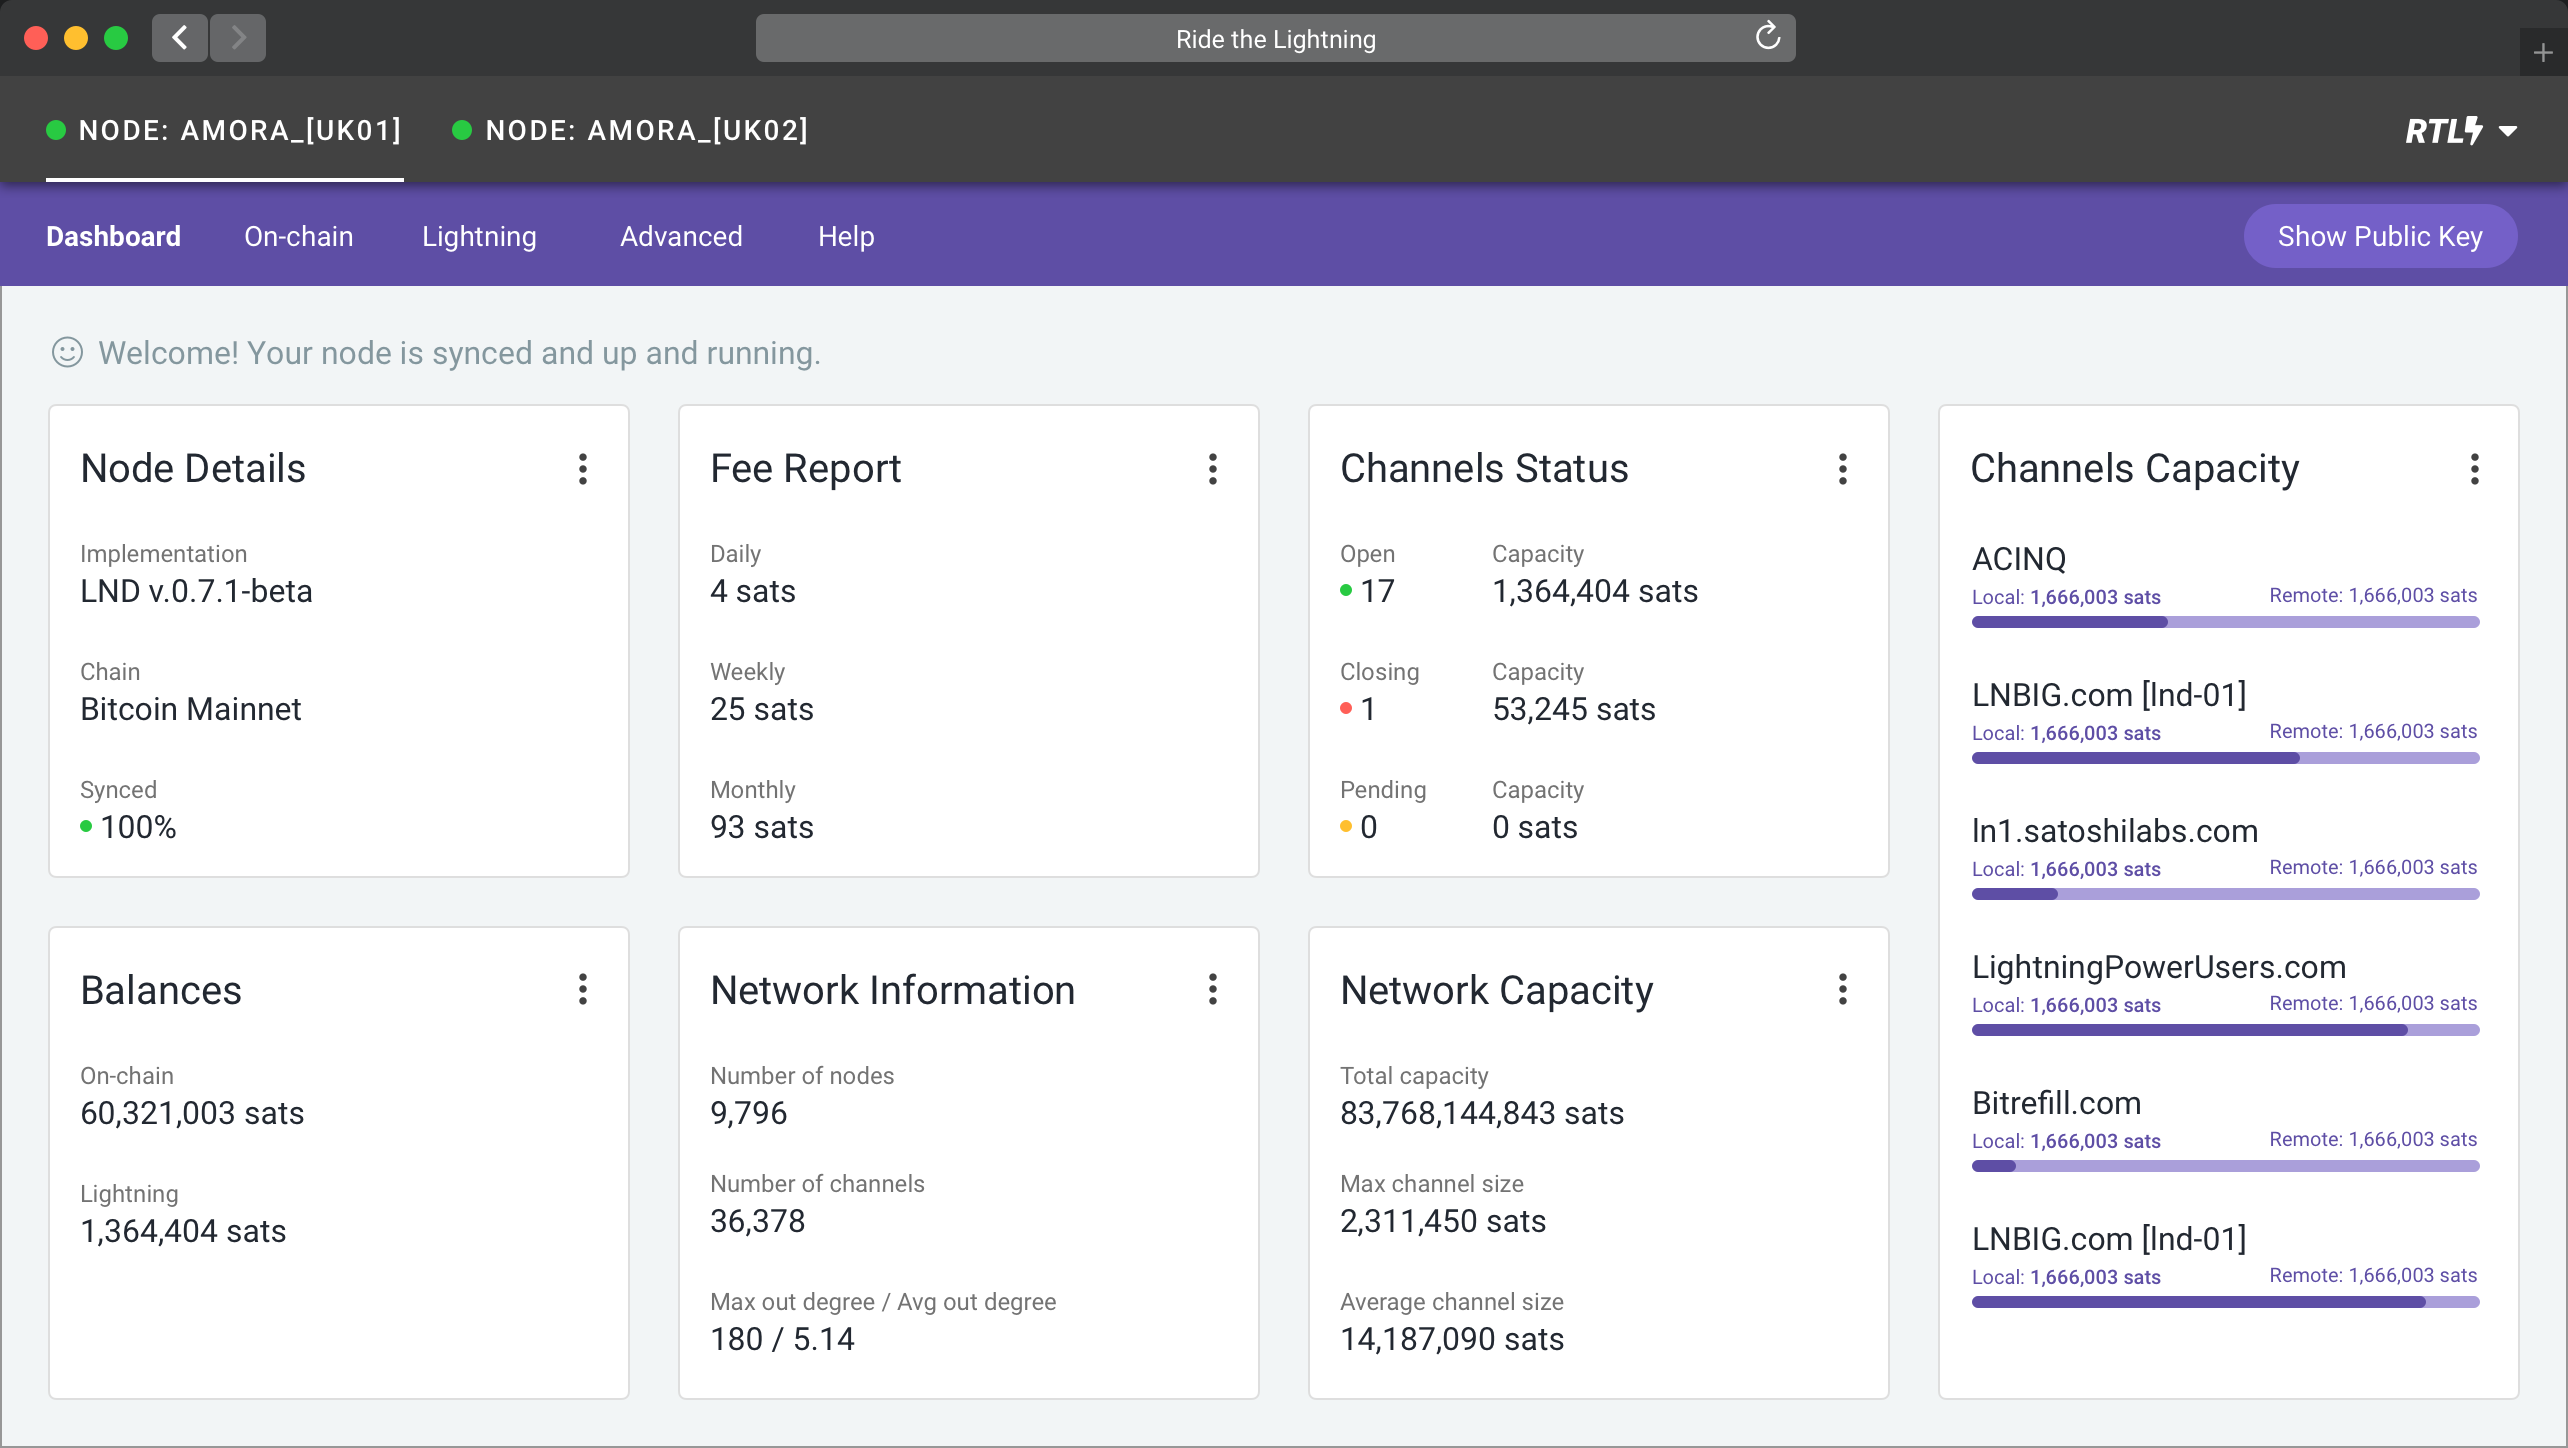 Ride the Lightning
NODE: AMORA_[UK01]
NODE: AMORA_[UK02]
RTL
Dashboard
On-chain
Lightning
Advanced
Help
Show Public Key
Welcome! Your node is synced and up and running.
Node Details
Implementation
LND v.0.7.1-beta
Chain
Bitcoin Mainnet
Synced
100%
Fee Report
Daily
4 sats
Weekly
25 sats
Monthly
93 sats
Channels Status
Open Capacity
17 1,364,404 sats
Closing Capacity
1 53,245 sats
Pending Capacity
0 0 sats
Channels Capacity
ACINQ
Local: 1,666,003 sats Remote: 1,666,003 sats
LNBIG.com [lnd-01]
Local: 1,666,003 sats Remote: 1,666,003 sats
ln1.satoshilabs.com
Local: 1,666,003 sats Remote: 1,666,003 sats
LightningPowerUsers.com
Local: 1,666,003 sats Remote: 1,666,003 sats
Bitrefill.com
Local: 1,666,003 sats Remote: 1,666,003 sats
LNBIG.com [lnd-01]
Local: 1,666,003 sats Remote: 1,666,003 sats
Balances
On-chain
60,321,003 sats
Lightning
1,364,404 sats
Network Information
Number of nodes
9,796
Number of channels
36,378
Max out degree / Avg out degree
180 / 5.14
Network Capacity
Total capacity
83,768,144,843 sats
Max channel size
2,311,450 sats
Average channel size
14,187,090 sats